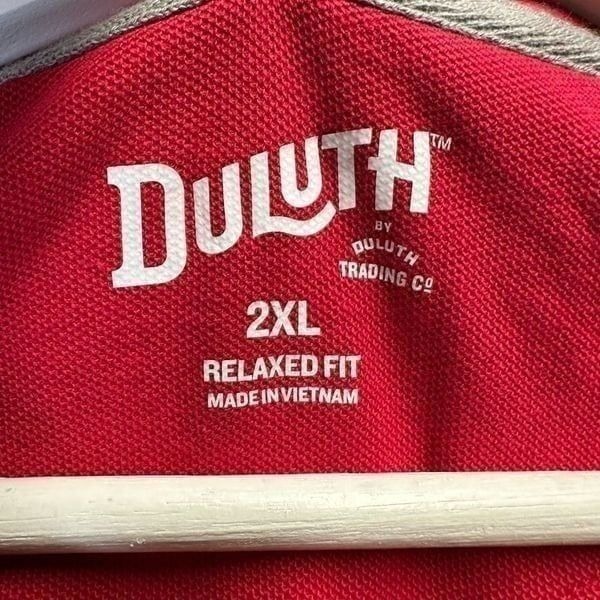 DULUTH™
BY
DULUTH
TRADING Cº
2XL
RELAXED FIT
MADE IN VIETNAM